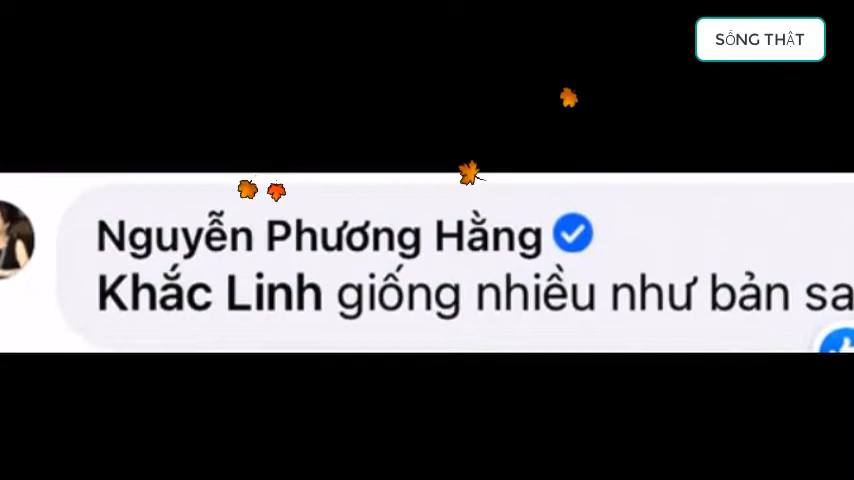 SỐNG THẬT
Nguyễn Phương Hằng
Khắc Linh giống nhiều như bản